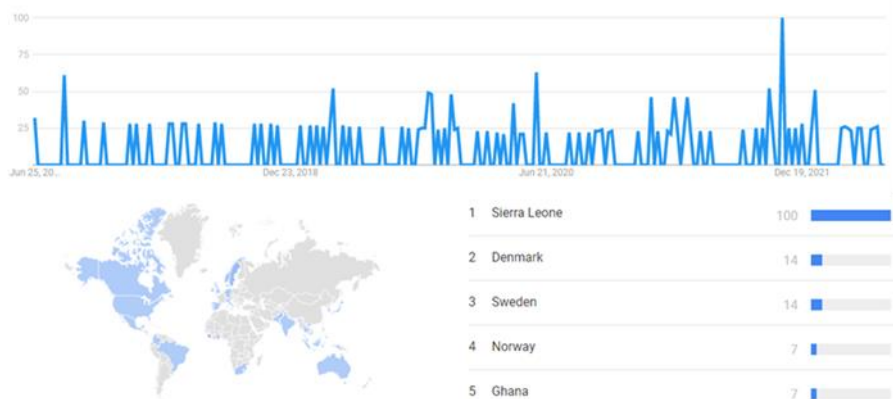 100
75
50
25
Jun 25, 20...
Dec 23, 2018
Jun 21, 2020
Dec 19, 2021
1 Sierra Leone 100
2 Denmark 14
3 Sweden 14
4 Norway 7
5 Ghana 7